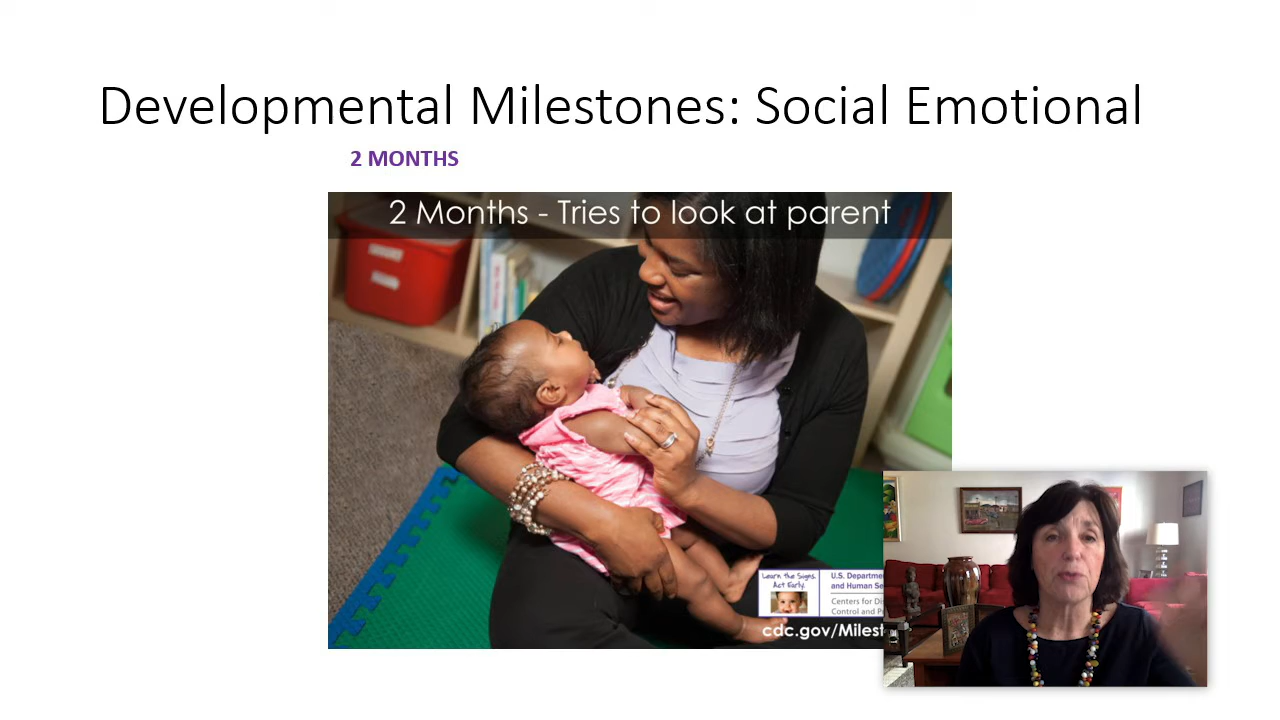 Developmental Milestones: Social Emotional
2 MONTHS
2 Months - Tries to look at parent
Learn the Signs.
Act Early.
U.S. Departme
and Human Se
Centers for Di
Control and P
cdc.gov/Milest